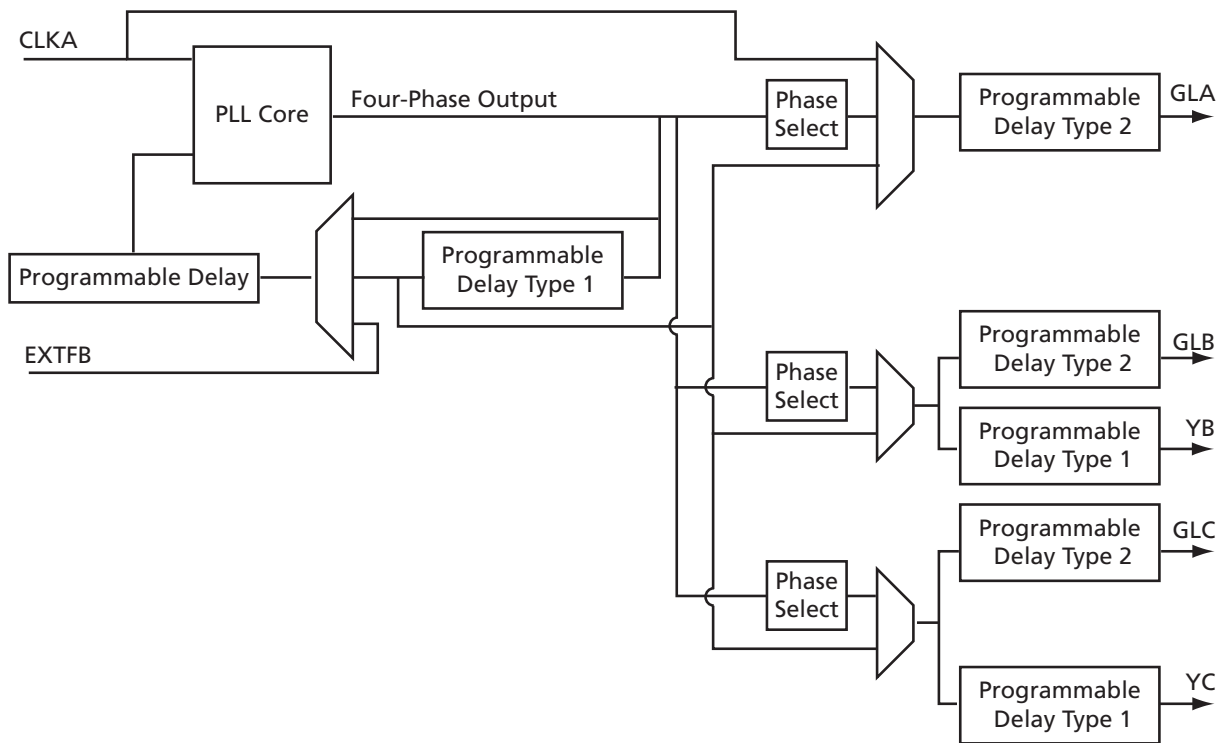 CLKA
PLL Core
Four-Phase Output
Phase
Select
Programmable
Delay Type 2
GLA
Programmable Delay
Programmable
Delay Type 1
EXTFB
Phase
Select
Programmable
Delay Type 2
GLB
Programmable
Delay Type 1
YB
Phase
Select
Programmable
Delay Type 2
GLC
Programmable
Delay Type 1
YC